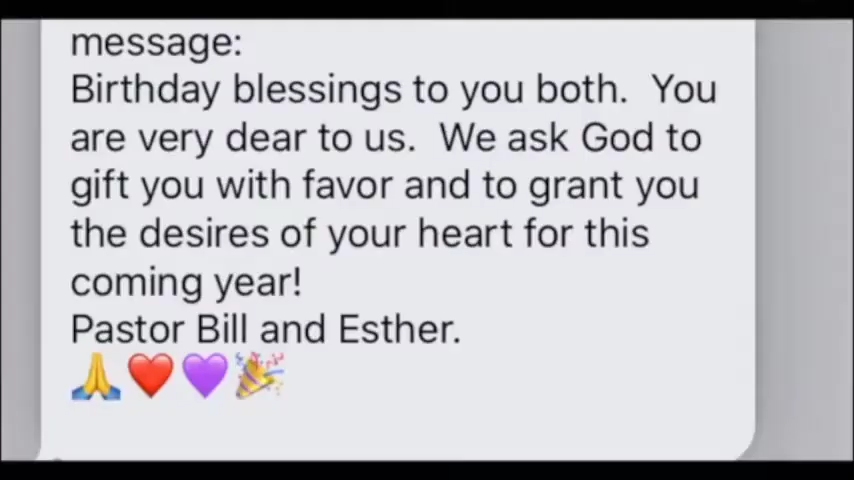 message:
Birthday blessings to you both.  You
are very dear to us.  We ask God to
gift you with favor and to grant you
the desires of your heart for this
coming year!
Pastor Bill and Esther.
🙏❤️💜🎉